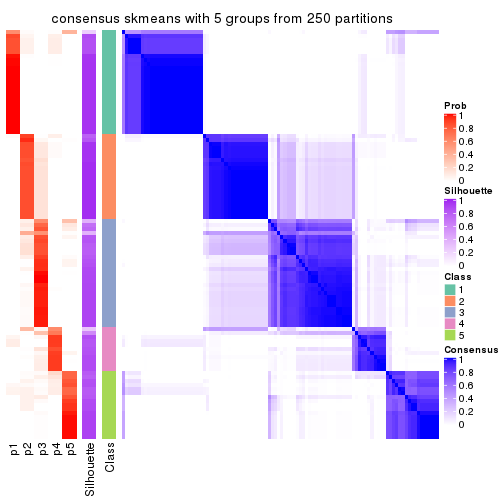 consensus skmeans with 5 groups from 250 partitions
Prob
1
0.8
0.6
0.4
0.2
0
Silhouette
1
0.8
0.6
0.4
0.2
0
Class
1
2
3
4
5
Consensus
1
0.8
0.6
0.4
0.2
0
p1
p2
p3
p4
p5
Silhouette
Class